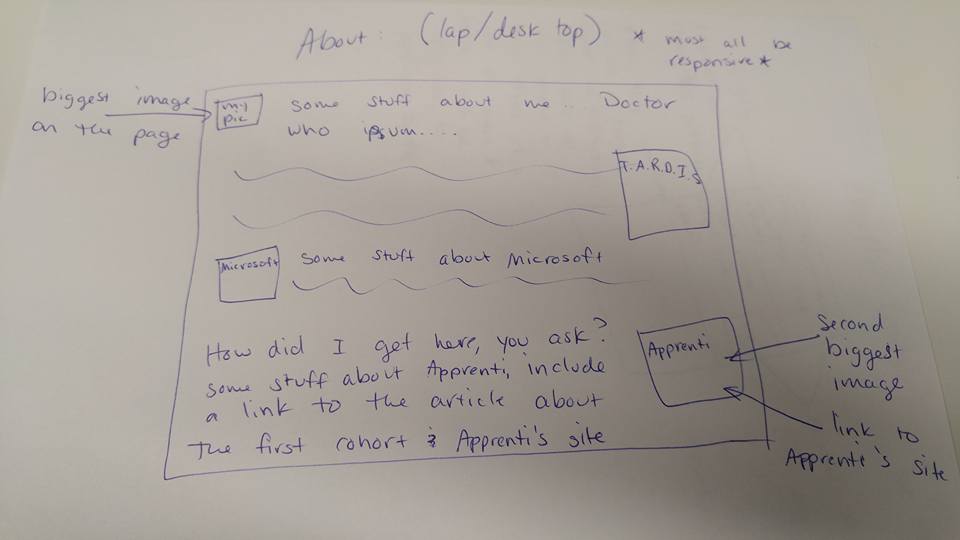 About: (lap/desk top) * must all be
responsive *
biggest image
on the page
my
pic
some stuff about me... Doctor
who ipsum....
T.A.R.D.I.S
Microsoft
some stuff about Microsoft
How did I get here, you ask?
some stuff about Apprenti, include
a link to the article about
the first cohort & Apprenti's site
Apprenti
second
biggest
image
link to
Apprenti's site